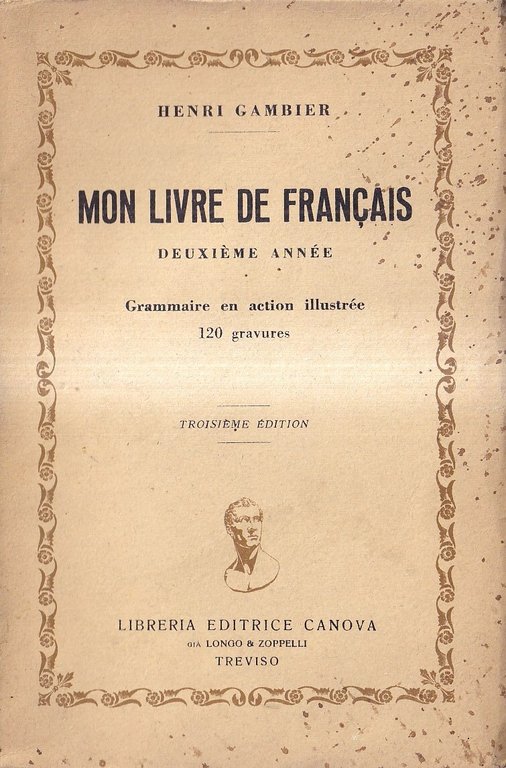 HENRI GAMBIER
MON LIVRE DE FRANÇAIS
DEUXIÈME ANNÉE
Grammaire en action illustrée
120 gravures
TROISIÈME ÉDITION
LIBRERIA EDITRICE CANOVA
GIÀ LONGO & ZOPPELLI
TREVISO